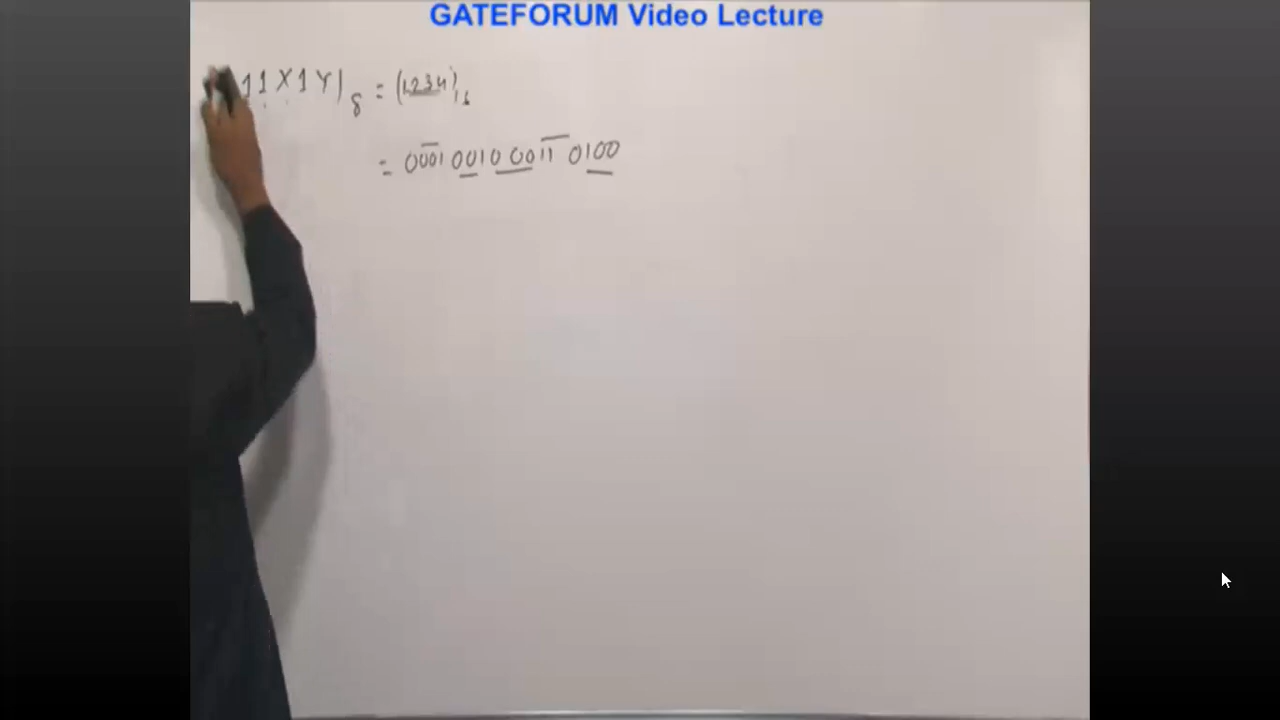 GATEFORUM Video Lecture
11X1Y)8 = (1234)16
= 0001 0010 0011 0100